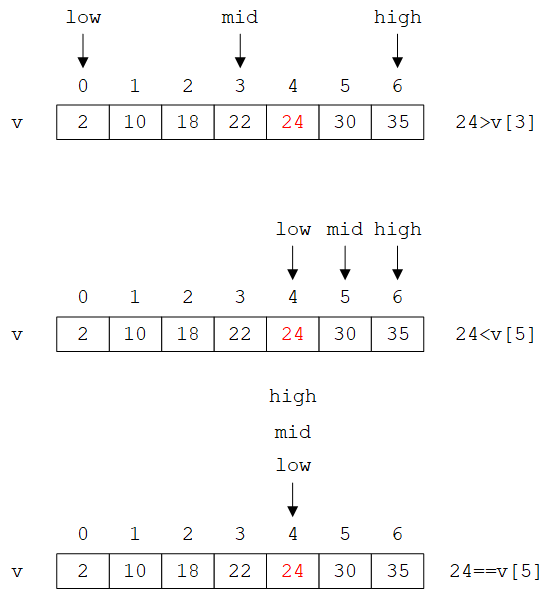 low mid high
0 1 2 3 4 5 6
v 2 10 18 22 24 30 35 24>v[3]
low mid high
0 1 2 3 4 5 6
v 2 10 18 22 24 30 35 24<v[5]
high
mid
low
0 1 2 3 4 5 6
v 2 10 18 22 24 30 35 24==v[5]